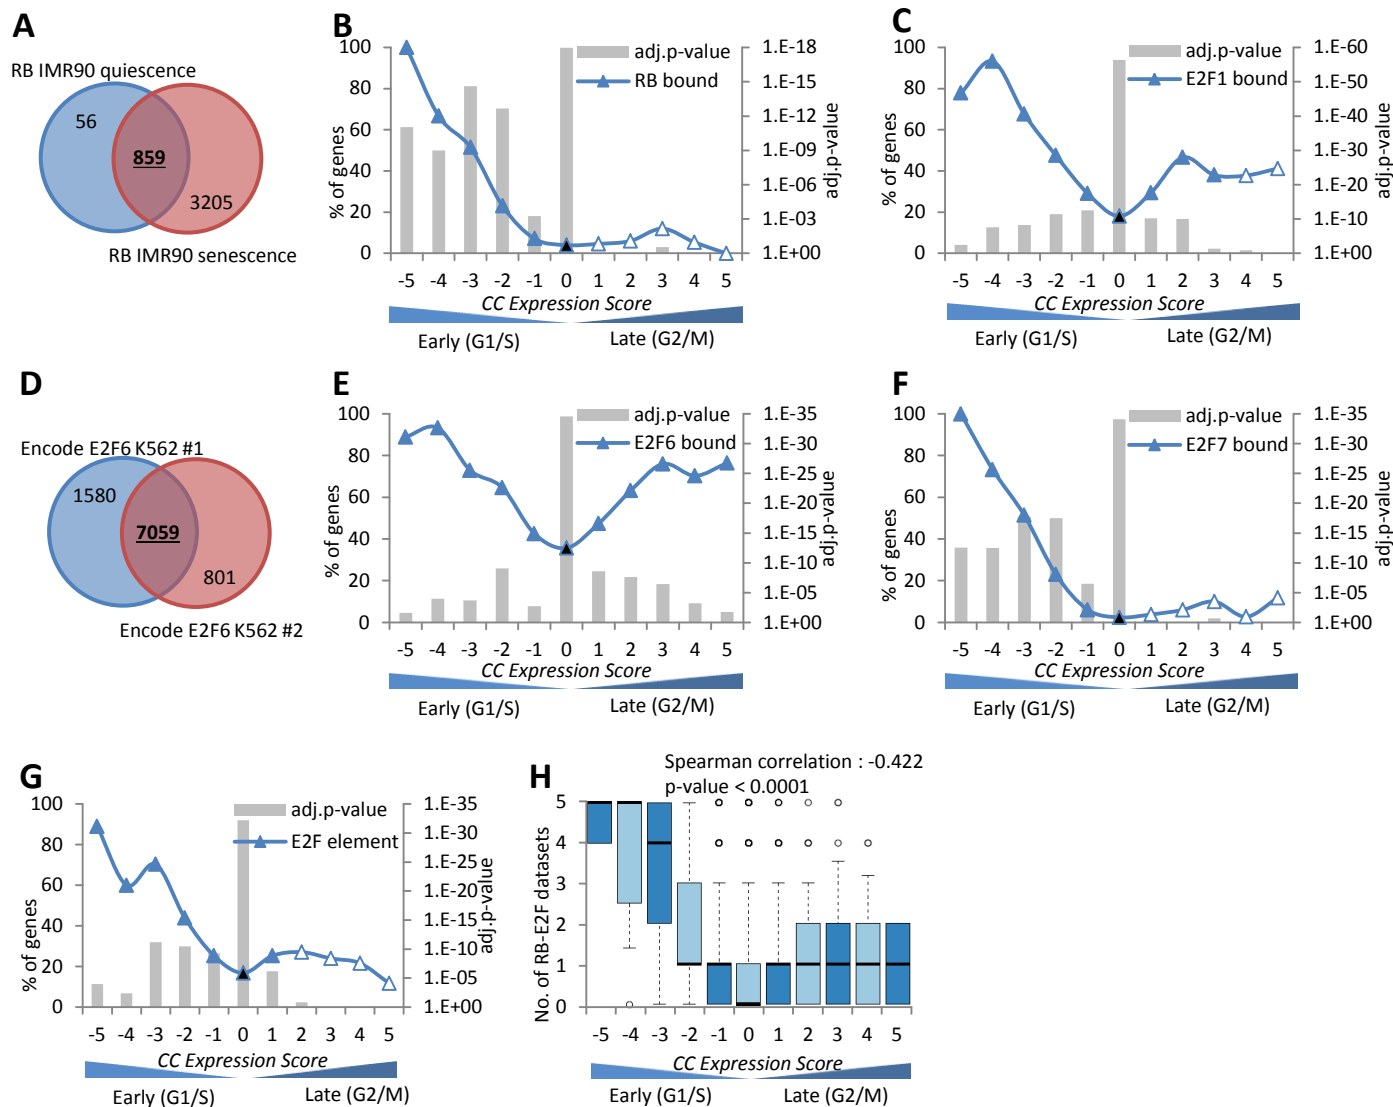 A
RB IMR90 quiescence
56
859
3205
RB IMR90 senescence
B
adj.p-value
RB bound
% of genes
100
80
60
40
20
0
1.E-18
1.E-15
1.E-12
1.E-09
1.E-06
1.E-03
1.E+00
adj.p-value
-5 -4 -3 -2 -1 0 1 2 3 4 5
CC Expression Score
Early (G1/S) Late (G2/M)
C
adj.p-value
E2F1 bound
% of genes
100
80
60
40
20
0
1.E-60
1.E-50
1.E-40
1.E-30
1.E-20
1.E-10
1.E+00
adj.p-value
-5 -4 -3 -2 -1 0 1 2 3 4 5
CC Expression Score
Early (G1/S) Late (G2/M)
D
Encode E2F6 K562 #1
1580
7059
801
Encode E2F6 K562 #2
E
adj.p-value
E2F6 bound
% of genes
100
80
60
40
20
0
1.E-35
1.E-30
1.E-25
1.E-20
1.E-15
1.E-10
1.E-05
1.E+00
adj.p-value
-5 -4 -3 -2 -1 0 1 2 3 4 5
CC Expression Score
Early (G1/S) Late (G2/M)
F
adj.p-value
E2F7 bound
% of genes
100
80
60
40
20
0
1.E-35
1.E-30
1.E-25
1.E-20
1.E-15
1.E-10
1.E-05
1.E+00
adj.p-value
-5 -4 -3 -2 -1 0 1 2 3 4 5
CC Expression Score
Early (G1/S) Late (G2/M)
G
adj.p-value
E2F element
% of genes
100
80
60
40
20
0
1.E-35
1.E-30
1.E-25
1.E-20
1.E-15
1.E-10
1.E-05
1.E+00
adj.p-value
-5 -4 -3 -2 -1 0 1 2 3 4 5
CC Expression Score
Early (G1/S) Late (G2/M)
H
Spearman correlation : -0.422
p-value < 0.0001
No. of RB-E2F datasets
5
4
3
2
1
0
-5 -4 -3 -2 -1 0 1 2 3 4 5
CC Expression Score
Early (G1/S) Late (G2/M)